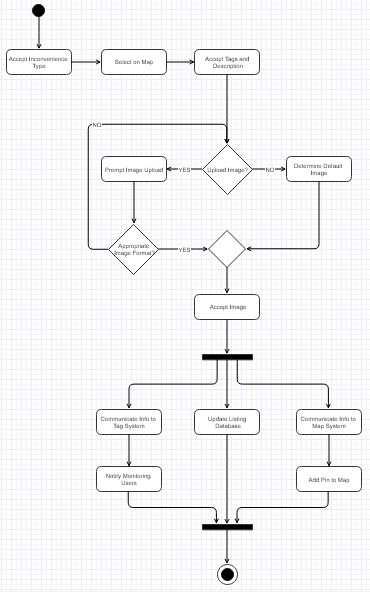 Accept Inconvenience
Type
Select on Map
Accept Tags and
Description
NO
Prompt Image Upload
YES
Upload Image?
NO
Determine Default
Image
Appropriate
Image Format?
YES
Accept Image
Communicate Info to
Tag System
Update Listing
Database
Communicate Info to
Map System
Notify Monitoring
Users
Add Pin to Map